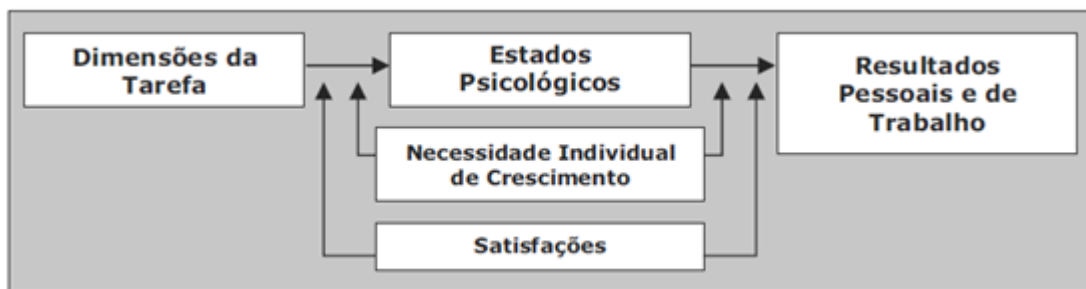 Dimensões da
Tarefa
Estados
Psicológicos
Resultados
Pessoais e de
Trabalho
Necessidade Individual
de Crescimento
Satisfações